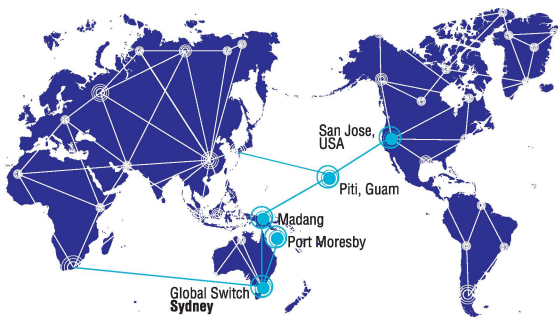 San Jose,
USA
Piti, Guam
Madang
Port Moresby
Global Switch
Sydney